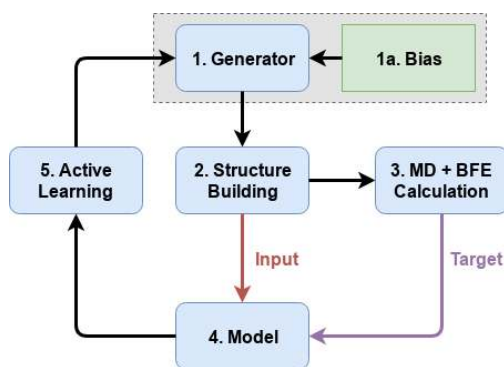 1. Generator
1a. Bias
5. Active
Learning
2. Structure
Building
3. MD + BFE
Calculation
Input
Target
4. Model